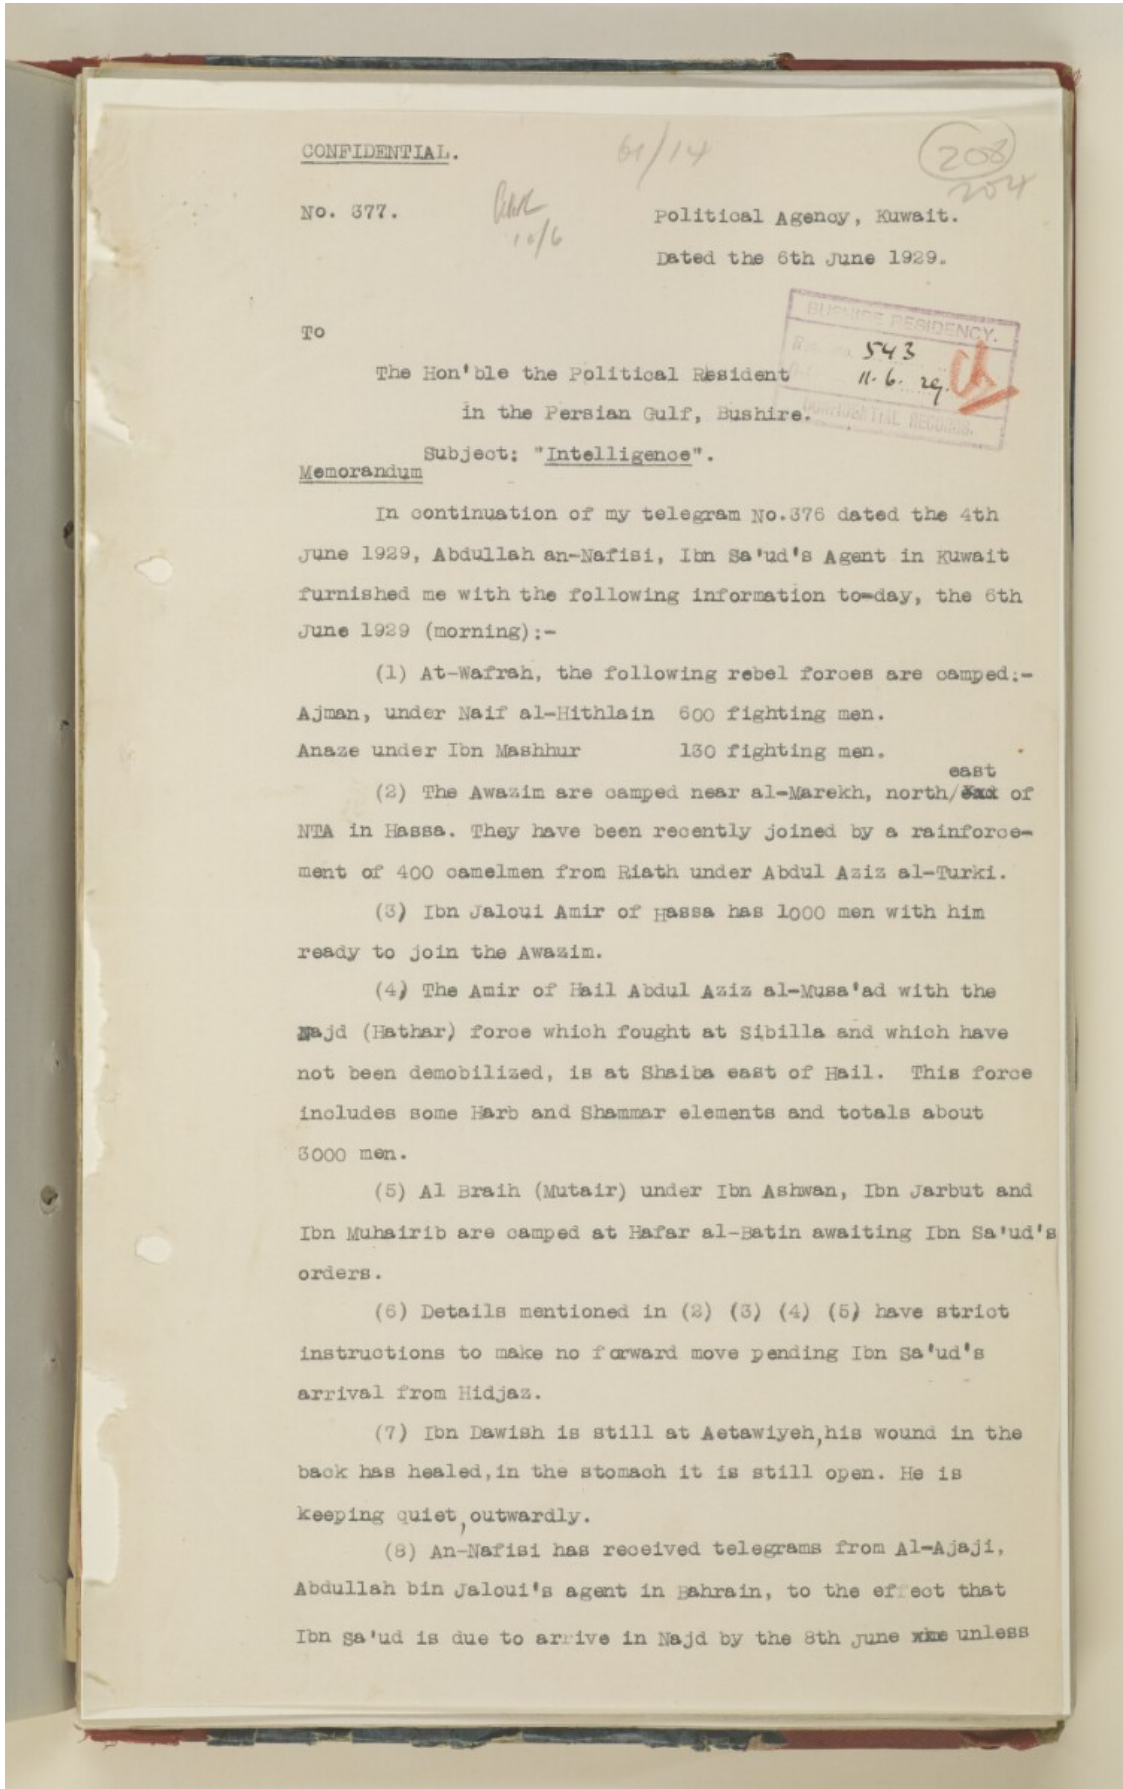 CONFIDENTIAL.
61/14
208
204
No. 377.
10/6
Political Agency, Kuwait.
Dated the 6th June 1929.
BUSHIRE RESIDENCY.
543
11.6.29.
CONFIDENTIAL RECORDS.
To
The Hon'ble the Political Resident
in the Persian Gulf, Bushire.
Subject: "Intelligence".
Memorandum
In continuation of my telegram No.376 dated the 4th
June 1929, Abdullah an-Nafisi, Ibn Sa'ud's Agent in Kuwait
furnished me with the following information to-day, the 6th
June 1929 (morning):-
(1) At-Wafrah, the following rebel forces are camped:-
Ajman, under Naif al-Hithlain 600 fighting men.
Anaze under Ibn Mashhur 130 fighting men.
east
(2) The Awazim are camped near al-Marekh, north/ of
NTA in Hassa. They have been recently joined by a rainforce-
ment of 400 camelmen from Riath under Abdul Aziz al-Turki.
(3) Ibn Jaloui Amir of Hassa has 1000 men with him
ready to join the Awazim.
(4) The Amir of Hail Abdul Aziz al-Musa'ad with the
Najd (Hathar) force which fought at Sibilla and which have
not been demobilized, is at Shaiba east of Hail. This force
includes some Harb and Shammar elements and totals about
3000 men.
(5) Al Braih (Mutair) under Ibn Ashwan, Ibn Jarbut and
Ibn Muhairib are camped at Hafar al-Batin awaiting Ibn Sa'ud's
orders.
(6) Details mentioned in (2) (3) (4) (5) have strict
instructions to make no forward move pending Ibn Sa'ud's
arrival from Hidjaz.
(7) Ibn Dawish is still at Aetawiyeh,his wound in the
back has healed,in the stomach it is still open. He is
keeping quiet,outwardly.
(8) An-Nafisi has received telegrams from Al-Ajaji,
Abdullah bin Jaloui's agent in Bahrain, to the effect that
Ibn Sa'ud is due to arrive in Najd by the 8th June unless